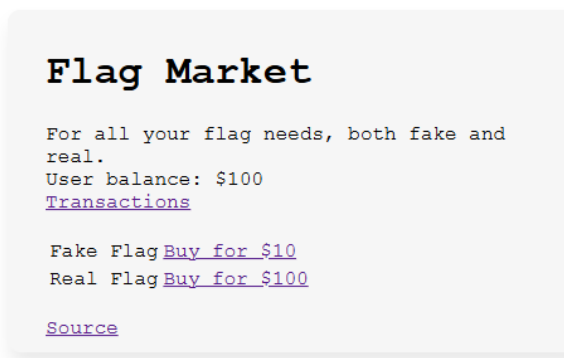 Flag Market
For all your flag needs, both fake and
real.
User balance: $100
Transactions
Fake Flag Buy for $10
Real Flag Buy for $100
Source